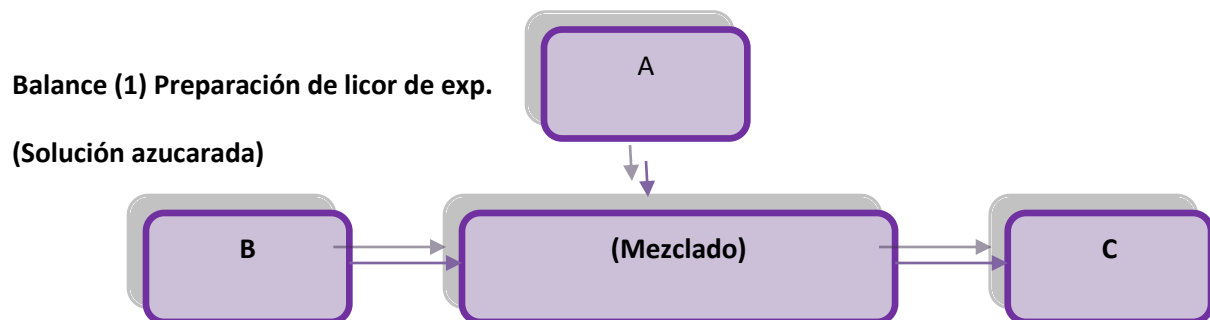 A
Balance (1) Preparación de licor de exp.
(Solución azucarada)
B
(Mezclado)
C